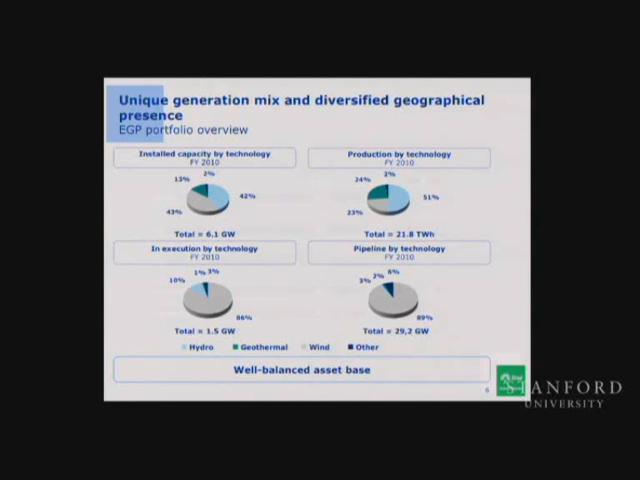 Unique generation mix and diversified geographical
presence
EGP portfolio overview
Installed capacity by technology
FY 2010
2%
13%
42%
43%
Total = 6.1 GW
Production by technology
FY 2010
2%
24%
51%
23%
Total = 21.8 TWh
In execution by technology
FY 2010
1% 3%
10%
86%
Total = 1.5 GW
Pipeline by technology
FY 2010
3% 2% 6%
89%
Total = 29,2 GW
Hydro Geothermal Wind Other
Well-balanced asset base
6
STANFORD
UNIVERSITY